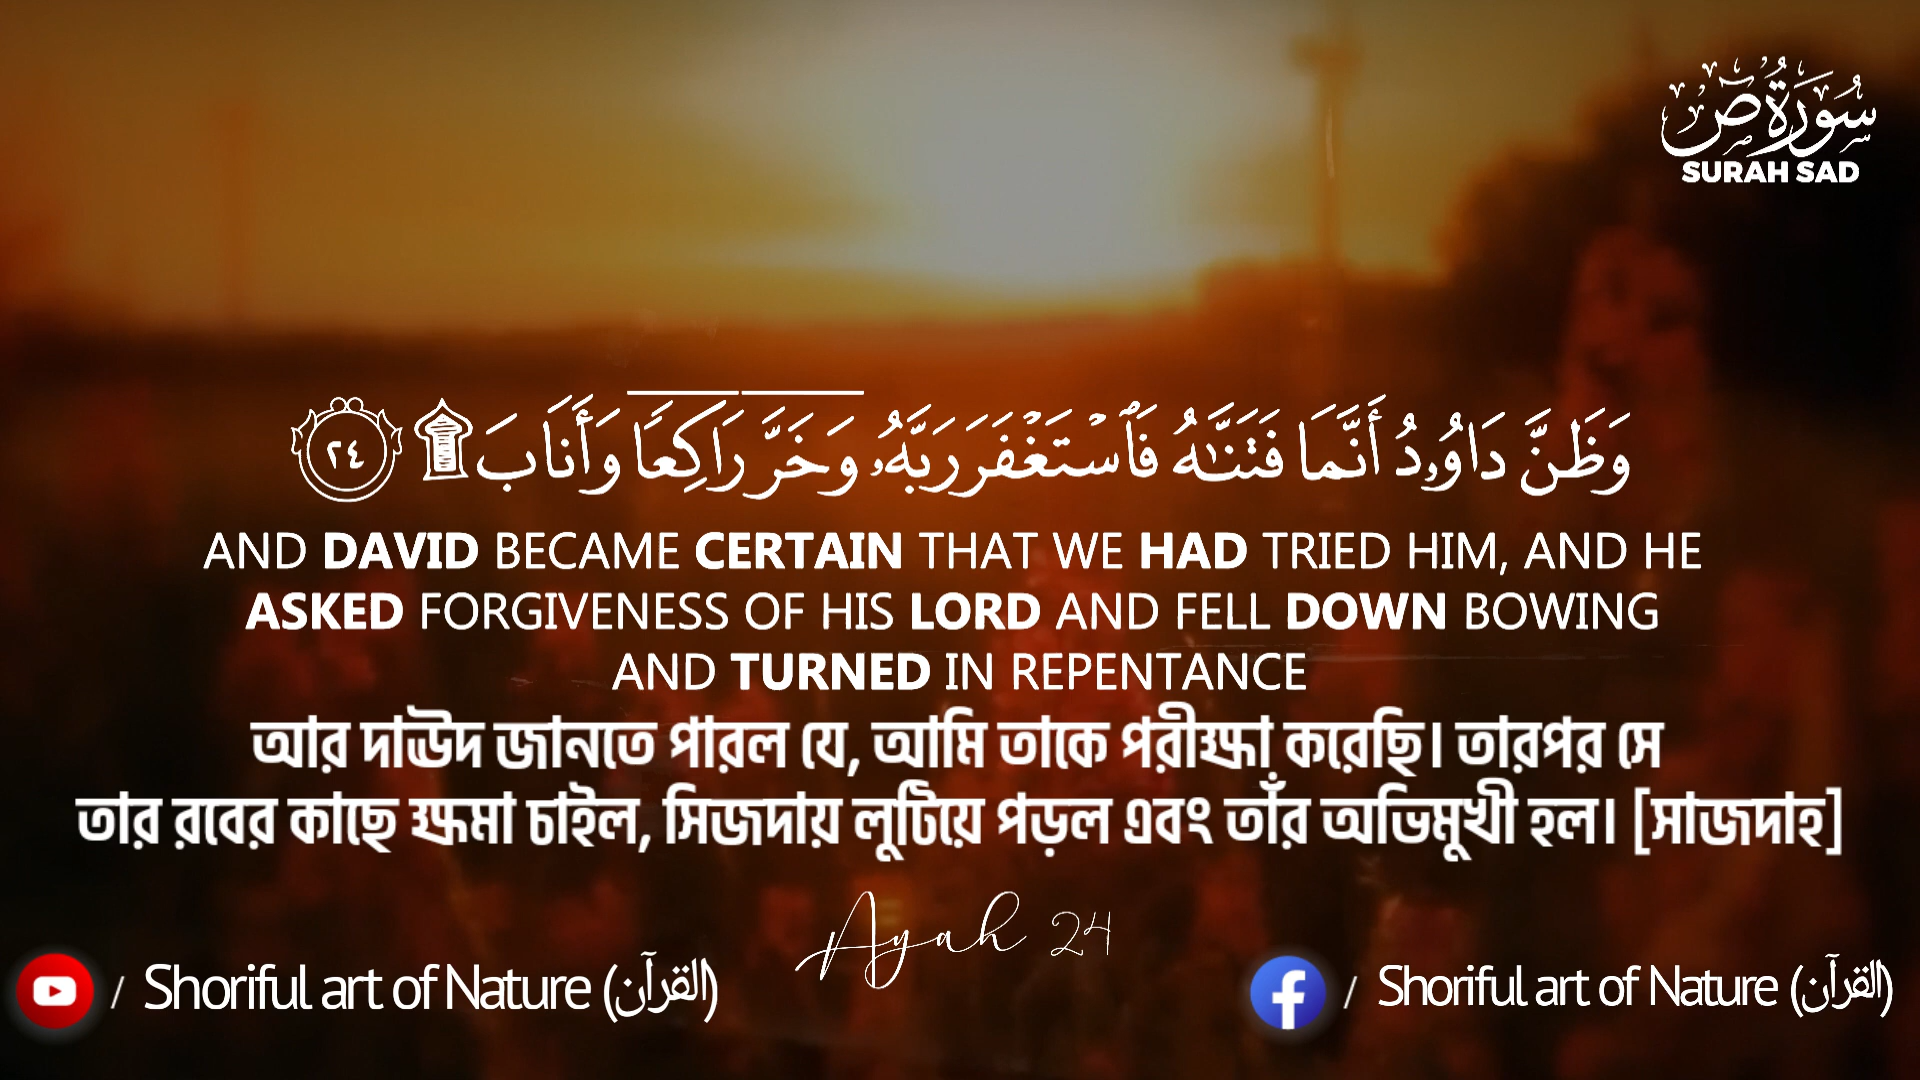 سُورَةُ صٓ
SURAH SAD
وَظَنَّ دَاوُۥدُ أَنَّمَا فَتَنَّٰهُ فَٱسۡتَغۡفَرَ رَبَّهُۥ وَخَرَّ رَاكِعٗا وَأَنَابَ ۩ ٢٤
AND DAVID BECAME CERTAIN THAT WE HAD TRIED HIM, AND HE
ASKED FORGIVENESS OF HIS LORD AND FELL DOWN BOWING
AND TURNED IN REPENTANCE
আর দাঊদ জানতে পারল যে, আমি তাকে পরীক্ষা করেছি। তারপর সে
তার রবের কাছে ক্ষমা চাইল, সিজদায় লুটিয়ে পড়ল এবং তাঁর অভিমুখী হল। [সাজদাহ]
Ayah 24
/ Shoriful art of Nature (القرآن)
/ Shoriful art of Nature (القرآن)